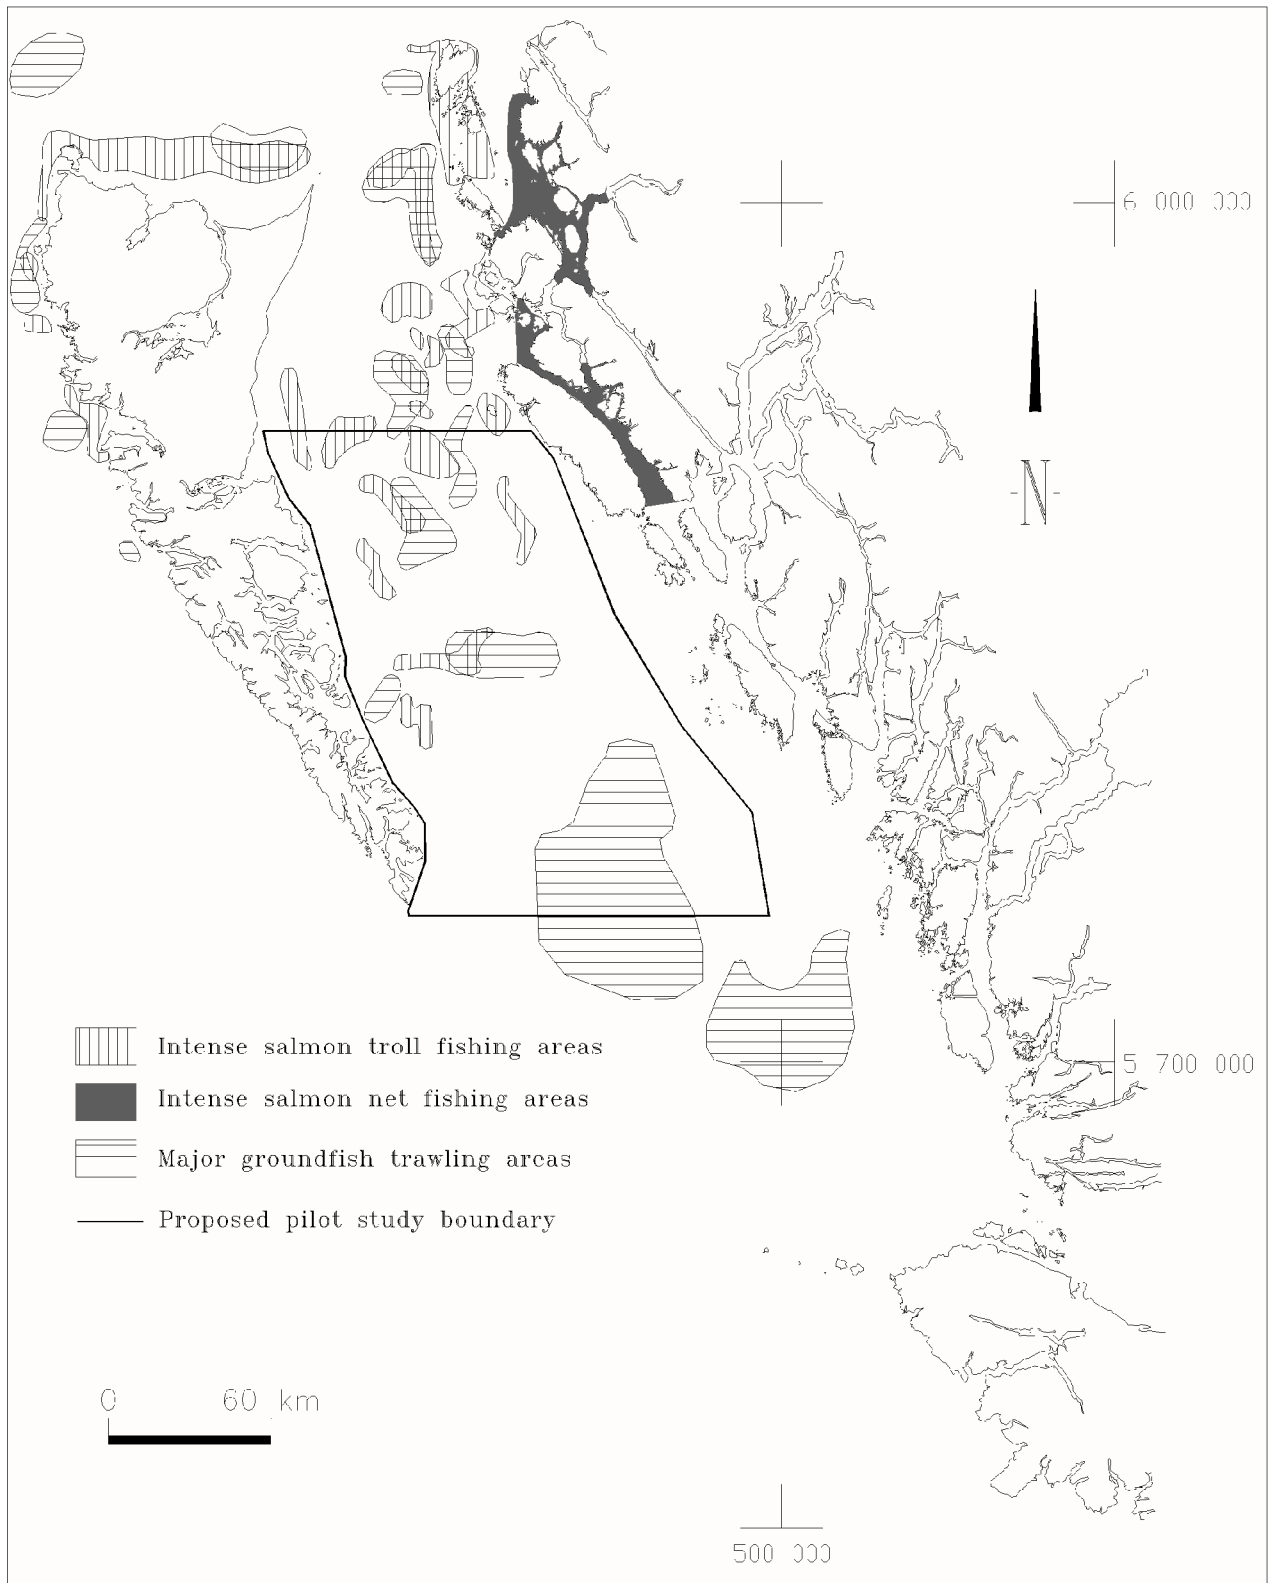 6 000 000
N
Intense salmon troll fishing areas
5 700 000
Intense salmon net fishing areas
Major groundfish trawling areas
Proposed pilot study boundary
0 60 km
500 000